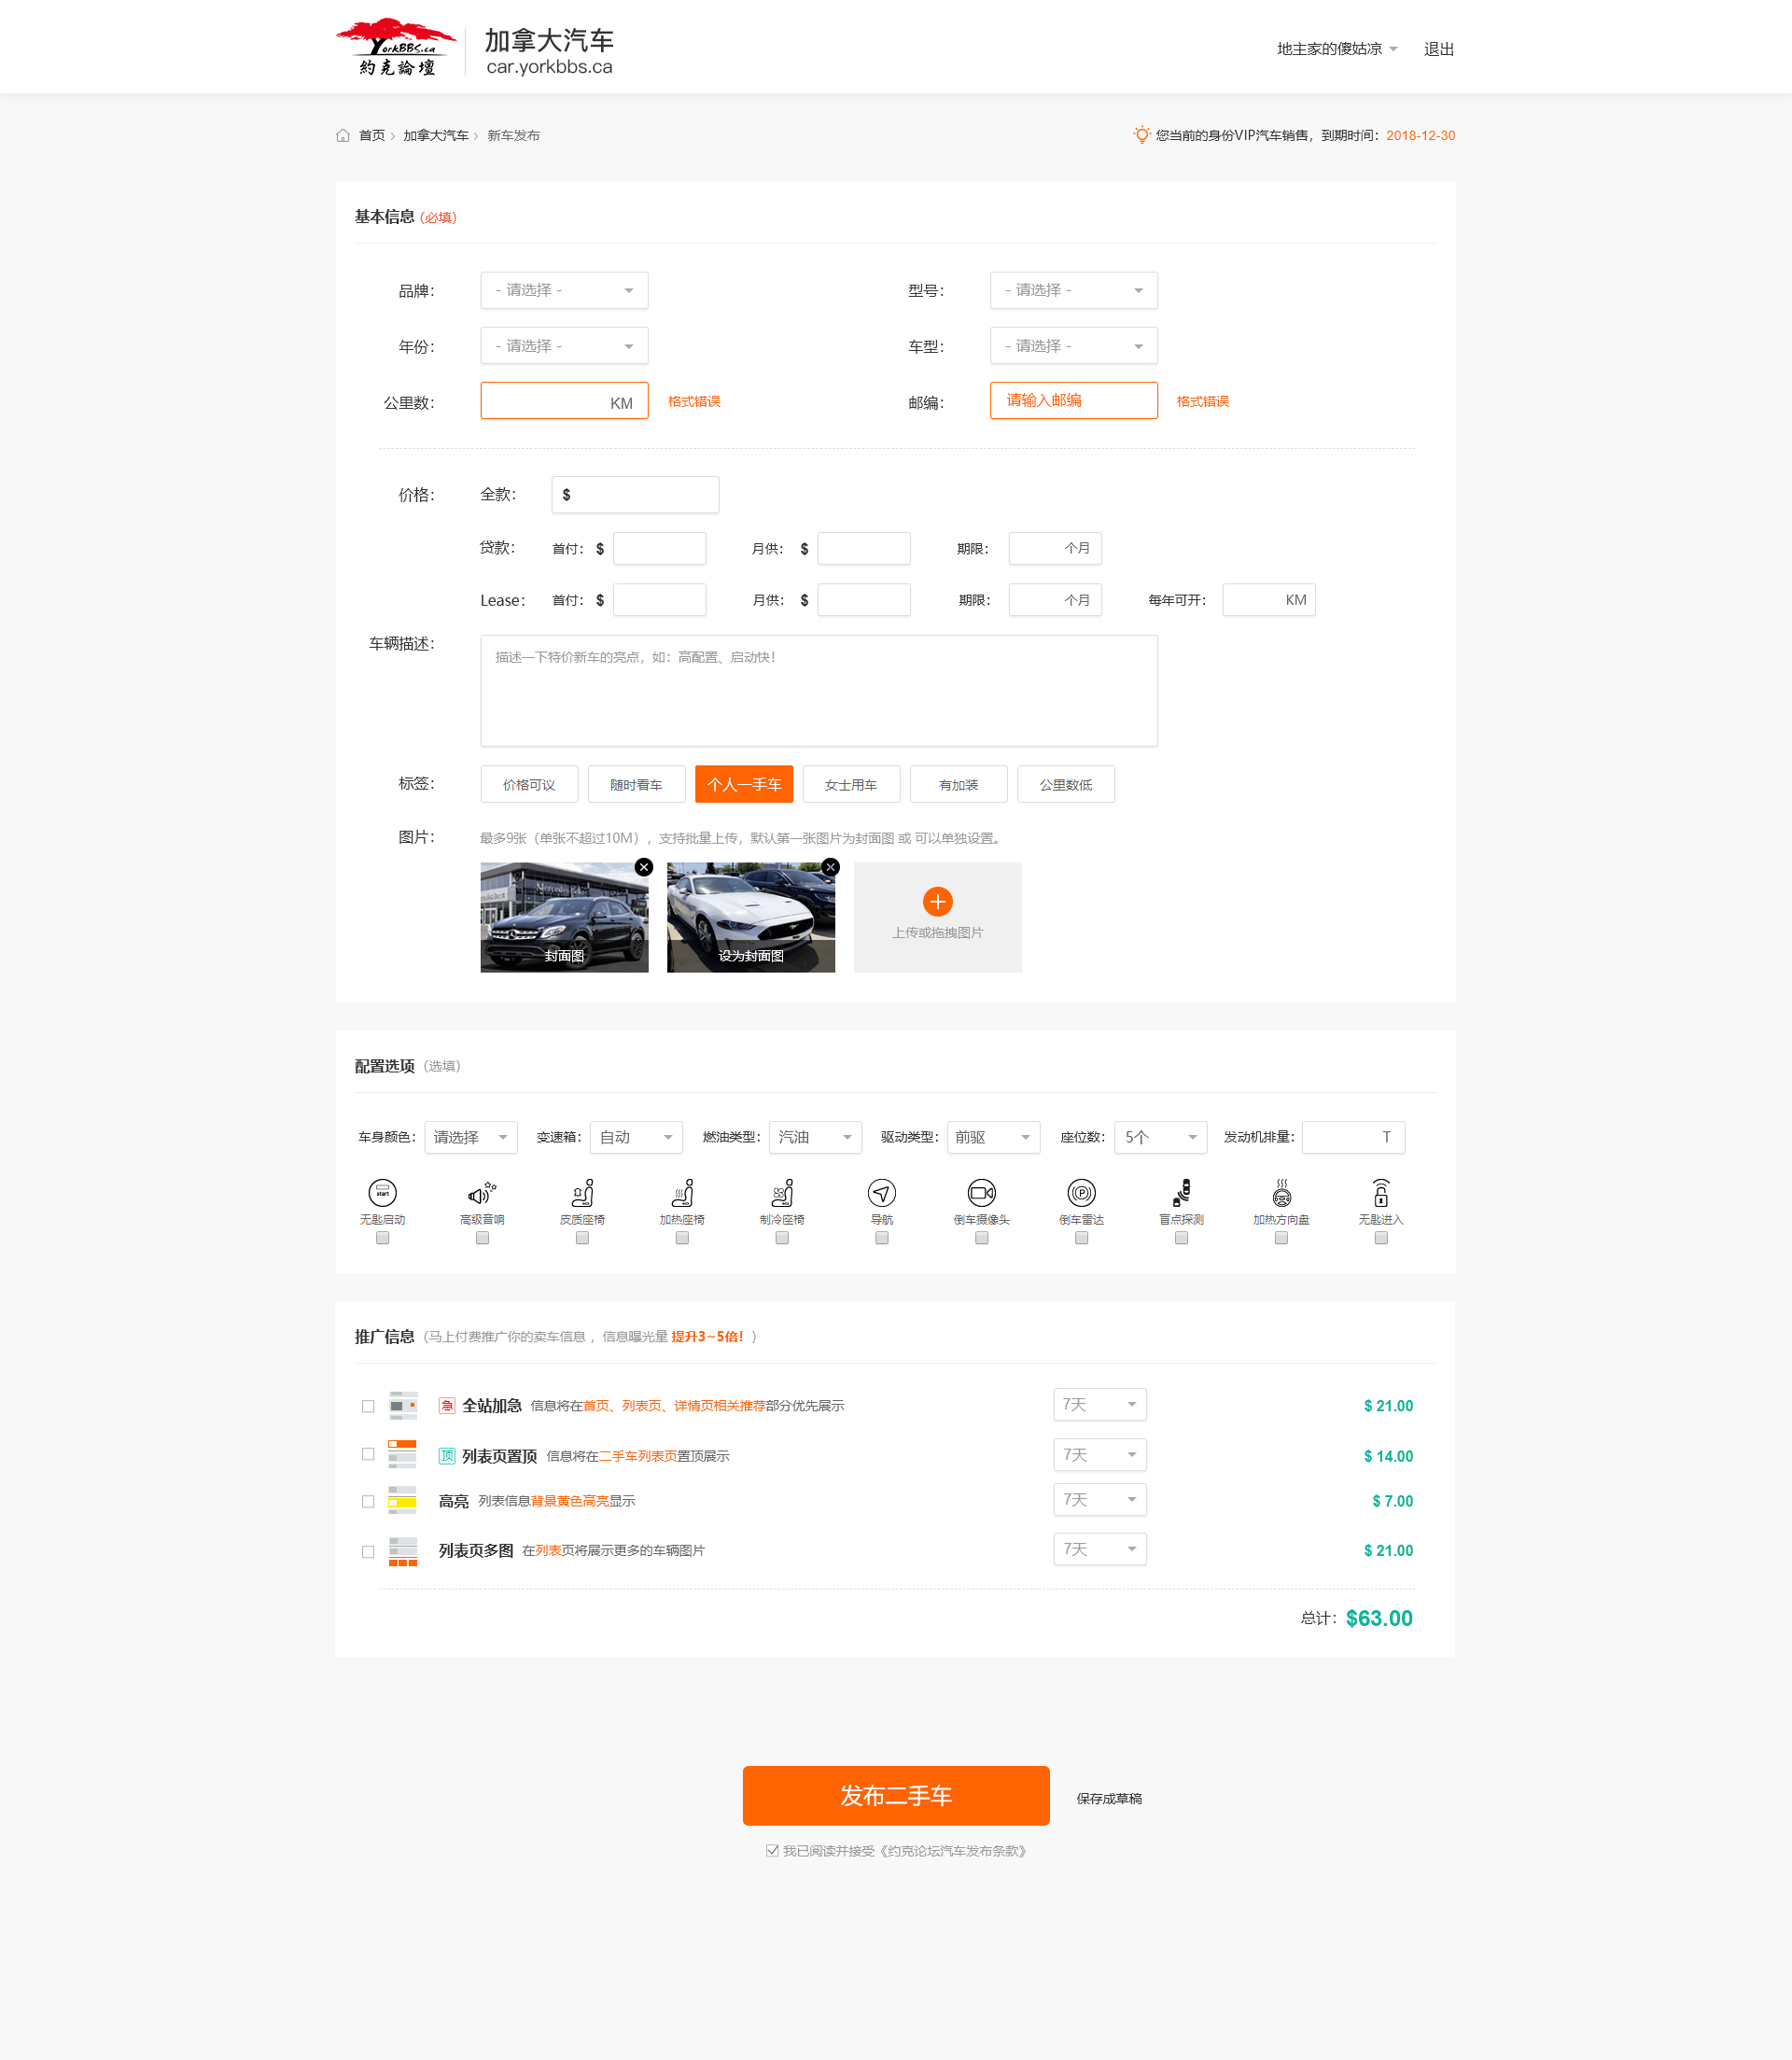 YorkBBS.ca
約克論壇
加拿大汽车
car.yorkbbs.ca
地主家的傻姑凉 退出
首页 › 加拿大汽车 › 新车发布
您当前的身份VIP汽车销售，到期时间：2018-12-30
基本信息（必填）
品牌： - 请选择 - 型号： - 请选择 -
年份： - 请选择 - 车型： - 请选择 -
公里数： KM 格式错误 邮编： 请输入邮编 格式错误
价格： 全款： $
贷款： 首付： $ 月供： $ 期限： 个月
Lease： 首付： $ 月供： $ 期限： 个月 每年可开： KM
车辆描述： 描述一下特价新车的亮点，如：高配置、启动快！
标签： 价格可议 随时看车 个人一手车 女士用车 有加装 公里数低
图片： 最多9张（单张不超过10M），支持批量上传，默认第一张图片为封面图 或 可以单独设置。
封面图 设为封面图 上传或拖拽图片
配置选项（选填）
车身颜色： 请选择 变速箱： 自动 燃油类型： 汽油 驱动类型： 前驱 座位数： 5个 发动机排量： T
start
无匙启动 高级音响 皮质座椅 加热座椅 制冷座椅 导航 倒车摄像头 倒车雷达 盲点探测 加热方向盘 无匙进入
推广信息（马上付费推广你的卖车信息 ，信息曝光量 提升3~5倍！）
急 全站加急 信息将在首页、列表页、详情页相关推荐部分优先展示 7天 $ 21.00
顶 列表页置顶 信息将在二手车列表页置顶展示 7天 $ 14.00
高亮 列表信息背景黄色高亮显示 7天 $ 7.00
列表页多图 在列表页将展示更多的车辆图片 7天 $ 21.00
总计：$63.00
发布二手车 保存成草稿
我已阅读并接受《约克论坛汽车发布条款》